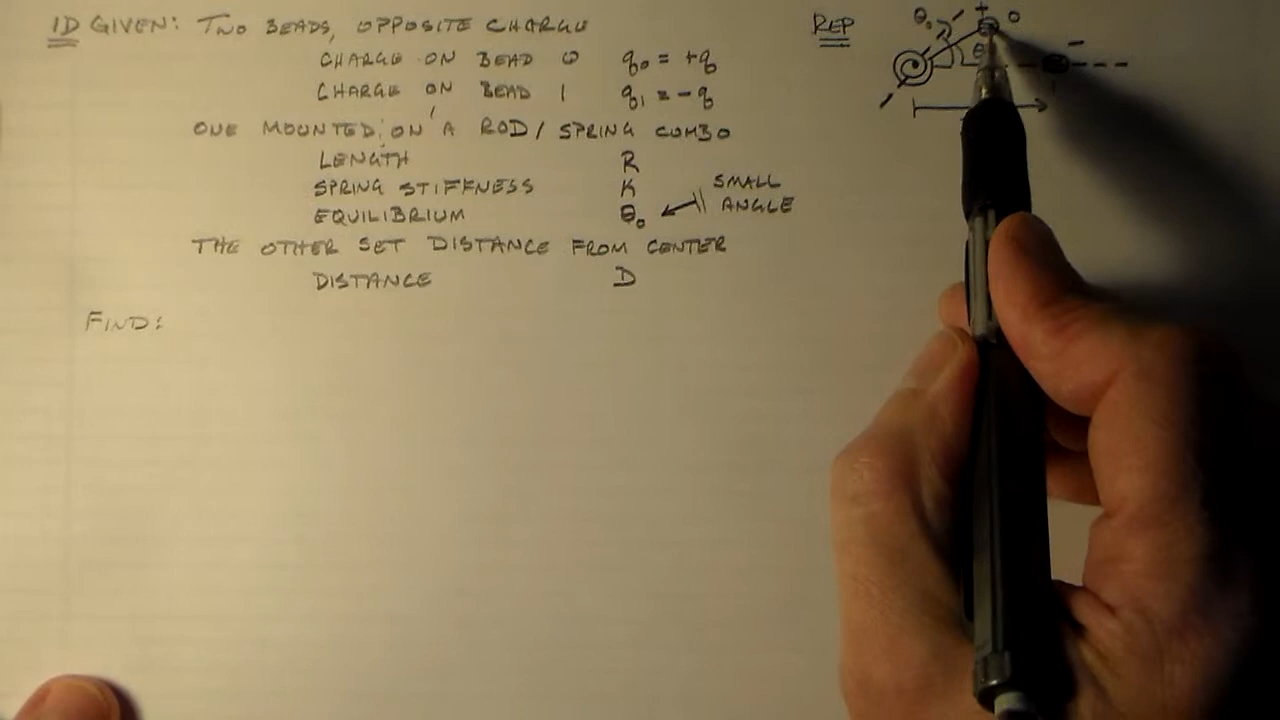 ID GIVEN: TWO BEADS, OPPOSITE CHARGE
CHARGE ON BEAD 0 q₀ = +q
CHARGE ON BEAD 1 q₁ = -q
ONE MOUNTED ON A ROD/SPRING COMBO
LENGTH R
SPRING STIFFNESS K
EQUILIBRIUM θ₀ SMALL ANGLE
THE OTHER SET DISTANCE FROM CENTER
DISTANCE D
FIND:
REP
θ₀ + 0
θ -